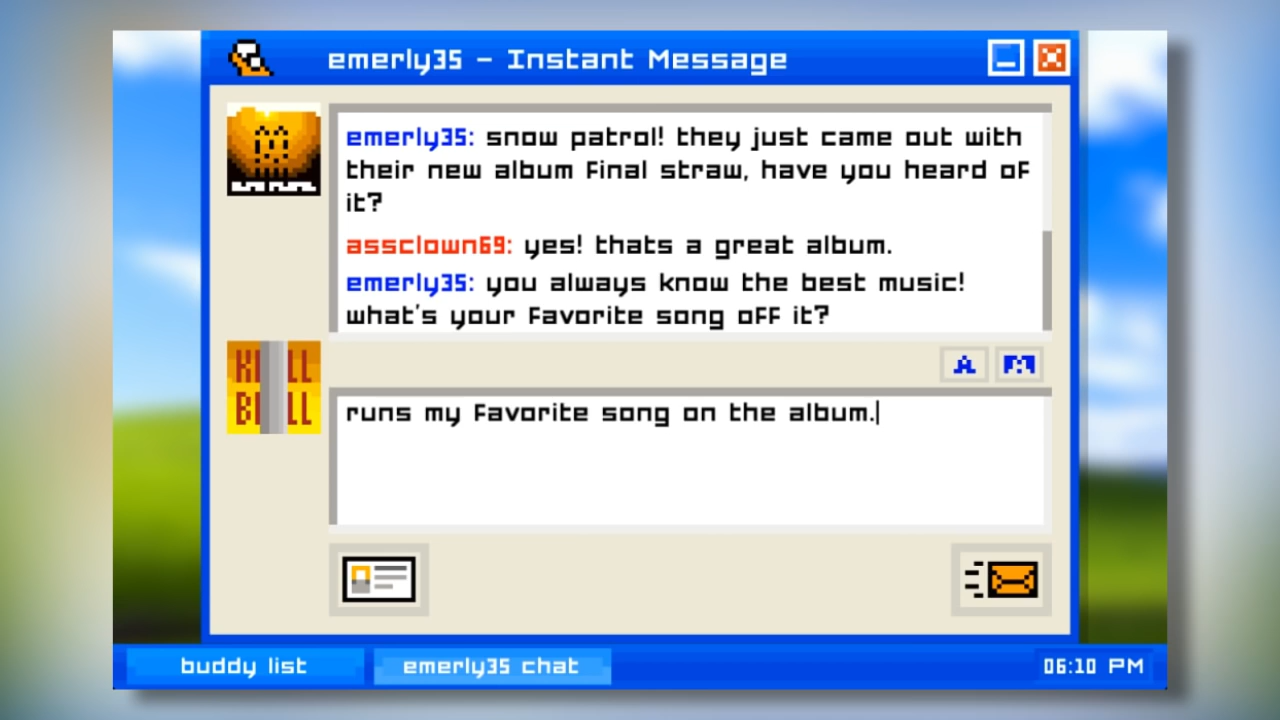 emerly35 - Instant Message
emerly35: snow patrol! they just came out with
their new album final straw, have you heard of
it?
assclown69: yes! thats a great album.
emerly35: you always know the best music!
what's your favorite song off it?
KILL
BILL
A
runs my favorite song on the album.
buddy list
emerly35 chat
06:10 PM